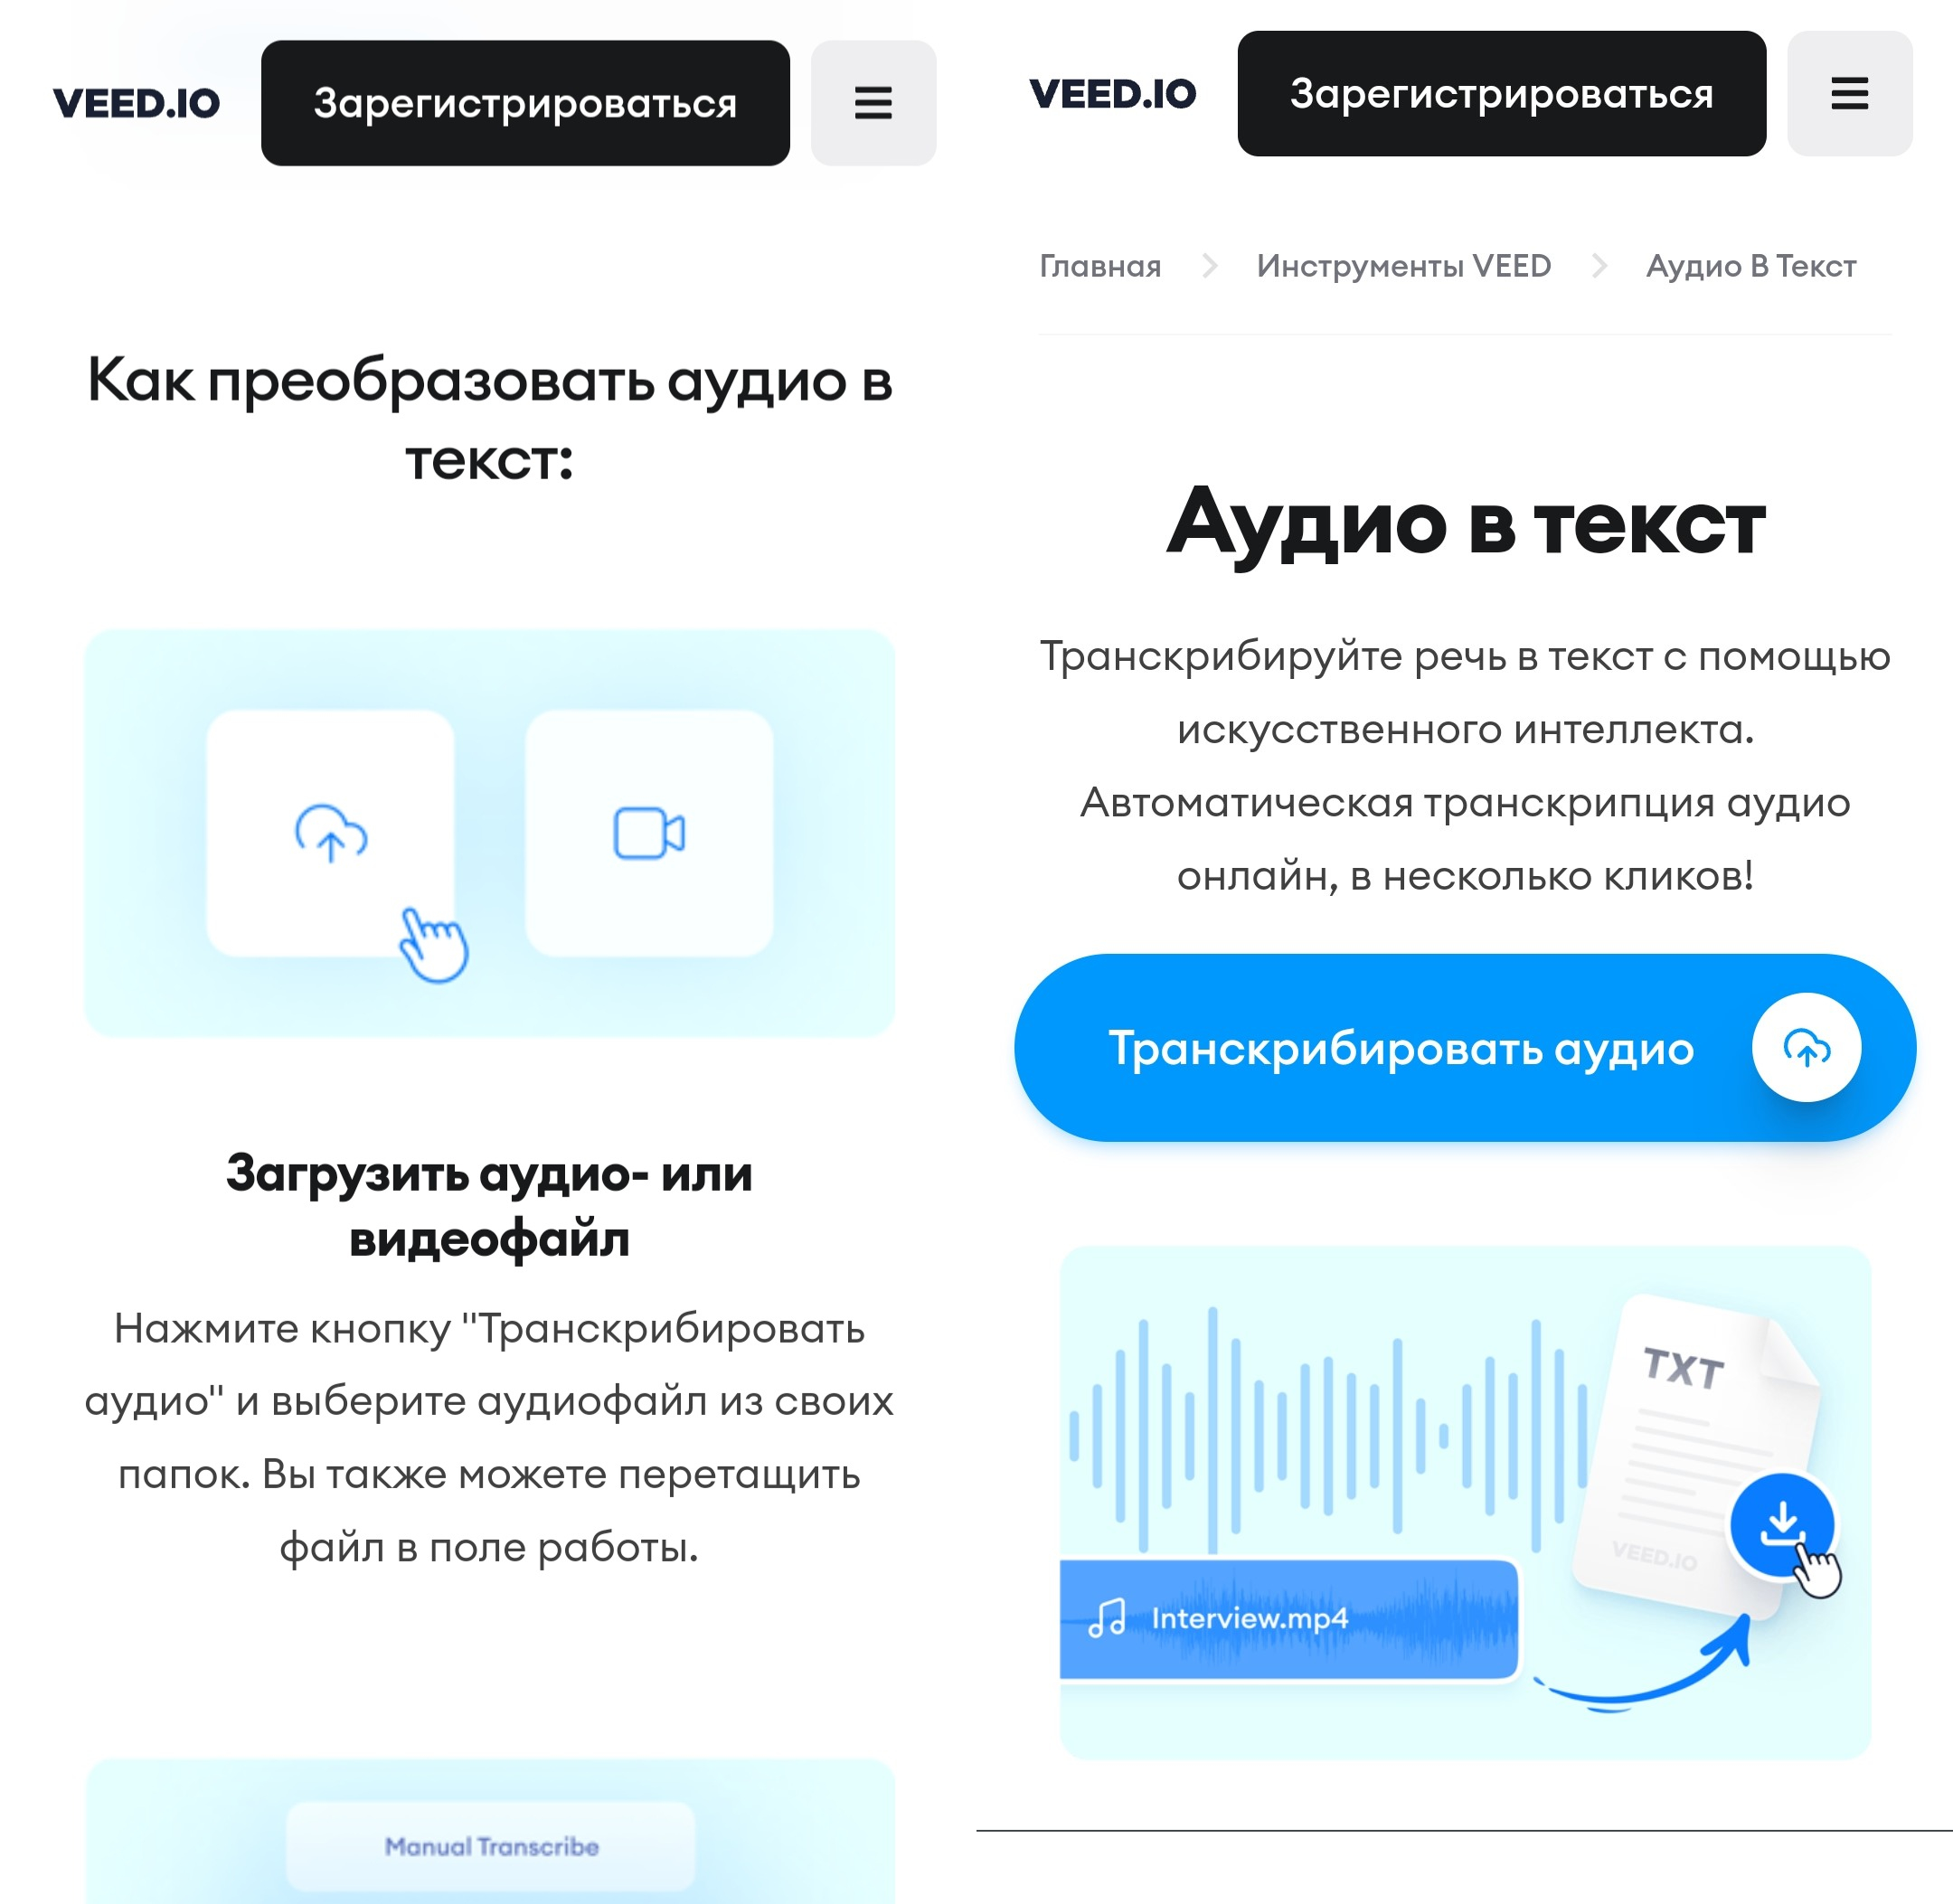 VEED.IO
Зарегистрироваться
Как преобразовать аудио в
текст:
Загрузить аудио- или
видеофайл
Нажмите кнопку "Транскрибировать
аудио" и выберите аудиофайл из своих
папок. Вы также можете перетащить
файл в поле работы.
Manual Transcribe
VEED.IO
Зарегистрироваться
Главная
Инструменты VEED
Аудио В Текст
Аудио в текст
Транскрибируйте речь в текст с помощью
искусственного интеллекта.
Автоматическая транскрипция аудио
онлайн, в несколько кликов!
Транскрибировать аудио
TXT
VEED.IO
Interview.mp4